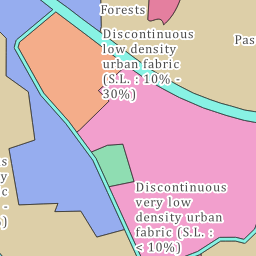 Forests
Discontinuous
low density
urban fabric
(S.L. : 10% -
30%)
Pas
Discontinuous
very low
density urban
fabric (S.L. :
< 10%)
s
y
c
-
%)